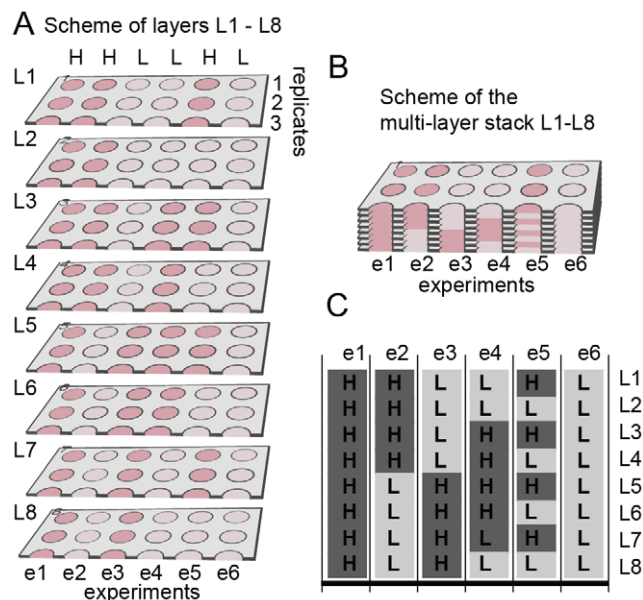 A
Scheme of layers L1 - L8
H H L L H L
L1
1
2
3
replicates
L2
L3
L4
L5
L6
L7
L8
e1 e2 e3 e4 e5 e6
experiments
B
Scheme of the
multi-layer stack L1-L8
e1 e2 e3 e4 e5 e6
experiments
C
e1 e2 e3 e4 e5 e6
H H L L H L L1
H H L L L L L2
H H L H H L L3
H H L H L L L4
H L H H H L L5
H L H H L L L6
H L H H H L L7
H L H L L L L8